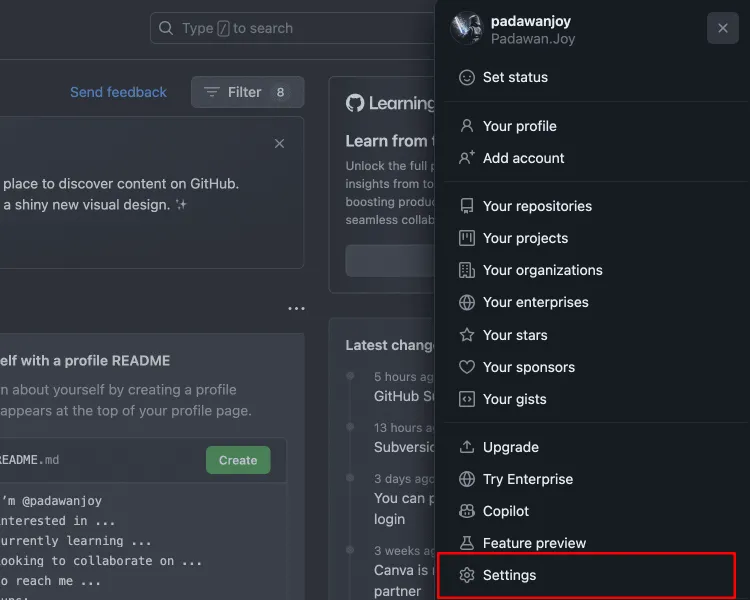 Type / to search
padawanjoy
Padawan.Joy
Send feedback
Filter 8
place to discover content on GitHub.
a shiny new visual design.
elf with a profile README
n about yourself by creating a profile
appears at the top of your profile page.
README.md
Create
I'm @padawanjoy
nterested in ...
urrently learning ...
ooking to collaborate on ...
o reach me ...
Learning
Learn from
Unlock the full
insights from to
boosting produc
seamless collab
Latest chang
5 hours ag
GitHub Su
13 hours a
Subversio
3 days ago
You can p
login
3 weeks ag
Canva is
partner
Set status
Your profile
Add account
Your repositories
Your projects
Your organizations
Your enterprises
Your stars
Your sponsors
Your gists
Upgrade
Try Enterprise
Copilot
Feature preview
Settings